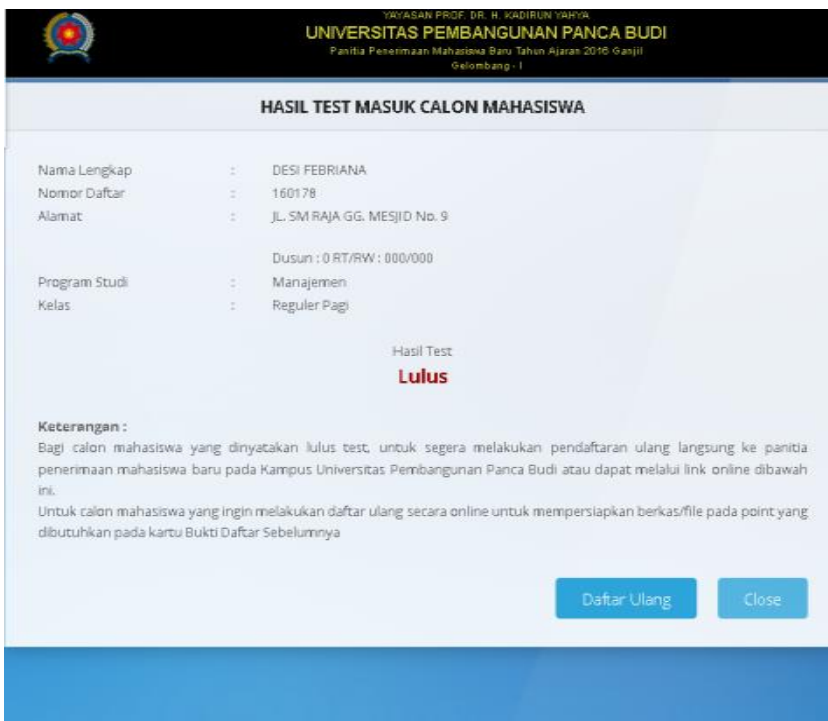 YAYASAN PROF. DR. H. KADIRUN YAHYA
UNIVERSITAS PEMBANGUNAN PANCA BUDI
Panitia Penerimaan Mahasiswa Baru Tahun Ajaran 2016 Ganjil
Gelombang - I
HASIL TEST MASUK CALON MAHASISWA
Nama Lengkap : DESI FEBRIANA
Nomor Daftar : 160178
Alamat : JL. SM RAJA GG. MESJID No. 9
Dusun : 0 RT/RW : 000/000
Program Studi : Manajemen
Kelas : Reguler Pagi
Hasil Test
Lulus
Keterangan :
Bagi calon mahasiswa yang dinyatakan lulus test, untuk segera melakukan pendaftaran ulang langsung ke panitia
penerimaan mahasiswa baru pada Kampus Universitas Pembangunan Panca Budi atau dapat melalui link online dibawah
ini.
Untuk calon mahasiswa yang ingin melakukan daftar ulang secara online untuk mempersiapkan berkas/file pada point yang
dibutuhkan pada kartu Bukti Daftar Sebelumnya
Daftar Ulang Close